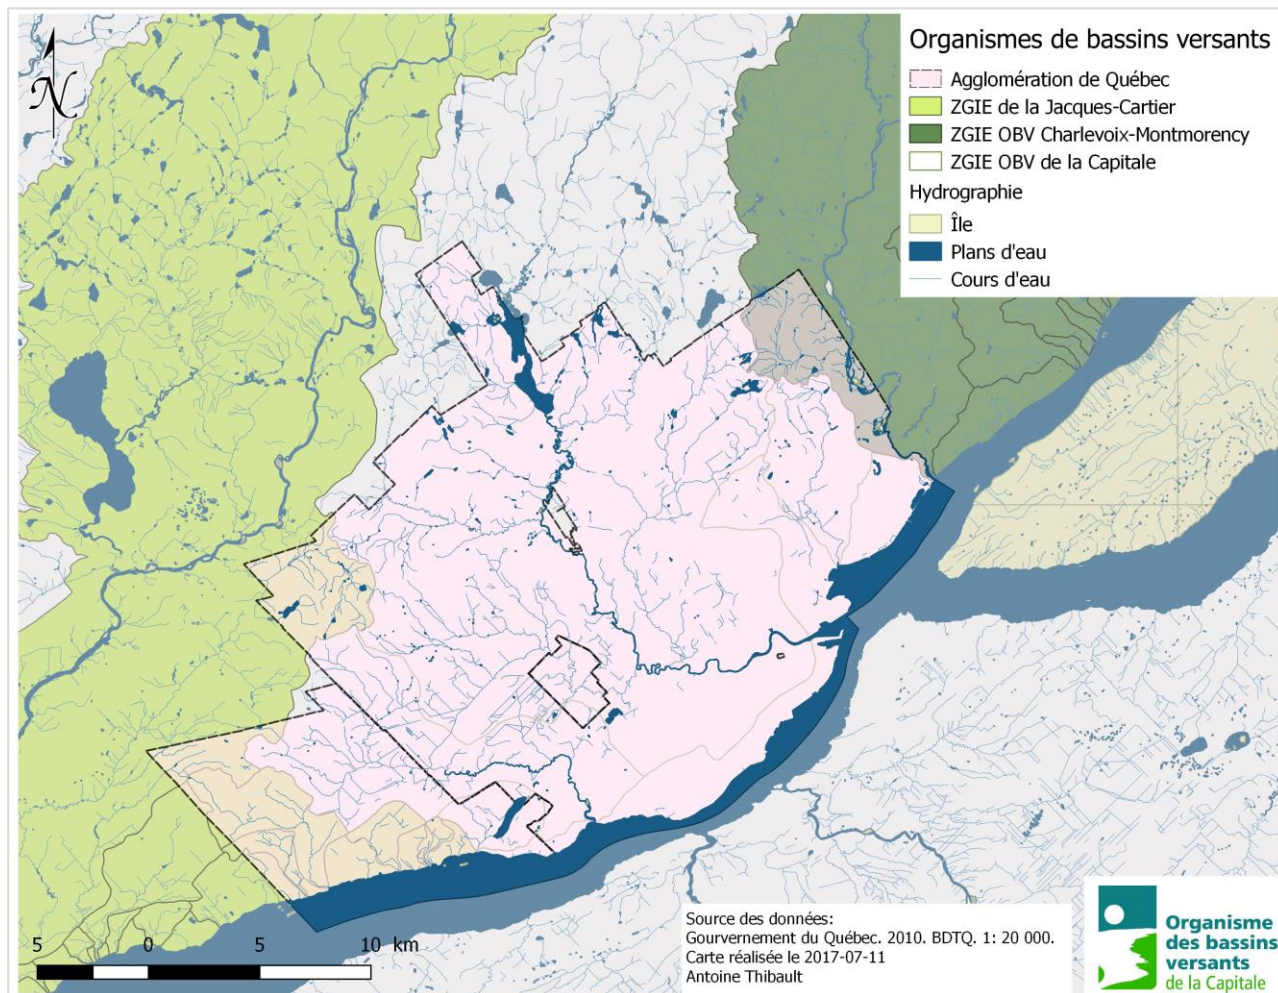 N
Organismes de bassins versants
Agglomération de Québec
ZGIE de la Jacques-Cartier
ZGIE OBV Charlevoix-Montmorency
ZGIE OBV de la Capitale
Hydrographie
Île
Plans d'eau
Cours d'eau
5 0 5 10 km
Source des données:
Gourvernement du Québec. 2010. BDTQ. 1: 20 000.
Carte réalisée le 2017-07-11
Antoine Thibault
Organisme
des bassins
versants
de la Capitale